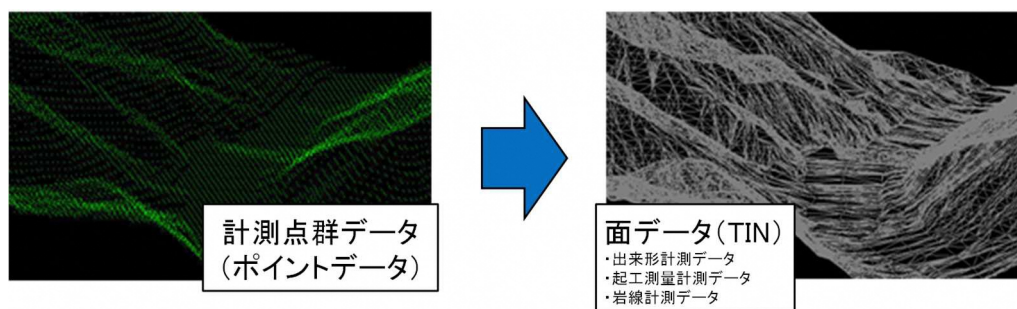 計測点群データ
(ポイントデータ)
面データ(TIN)
・出来形計測データ
・起工測量計測データ
・岩線計測データ